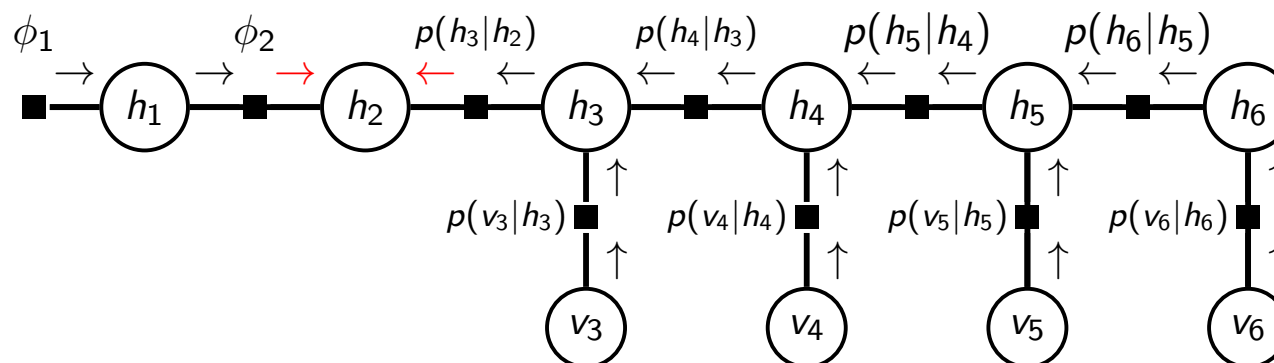 ϕ₁ ϕ₂ p(h₃|h₂) p(h₄|h₃) p(h₅|h₄) p(h₆|h₅)
→ → → ← ← ← ← ← ← ← ←
h₁ h₂ h₃ h₄ h₅ h₆
↑ ↑ ↑ ↑
p(v₃|h₃) p(v₄|h₄) p(v₅|h₅) p(v₆|h₆)
↑ ↑ ↑ ↑
v₃ v₄ v₅ v₆